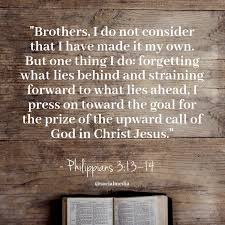 "Brothers, I do not consider
that I have made it my own.
But one thing I do: forgetting
what lies behind and straining
forward to what lies ahead, I
press on toward the goal for
the prize of the upward call of
God in Christ Jesus."
- Philippians 3:13-14
@socialmedia